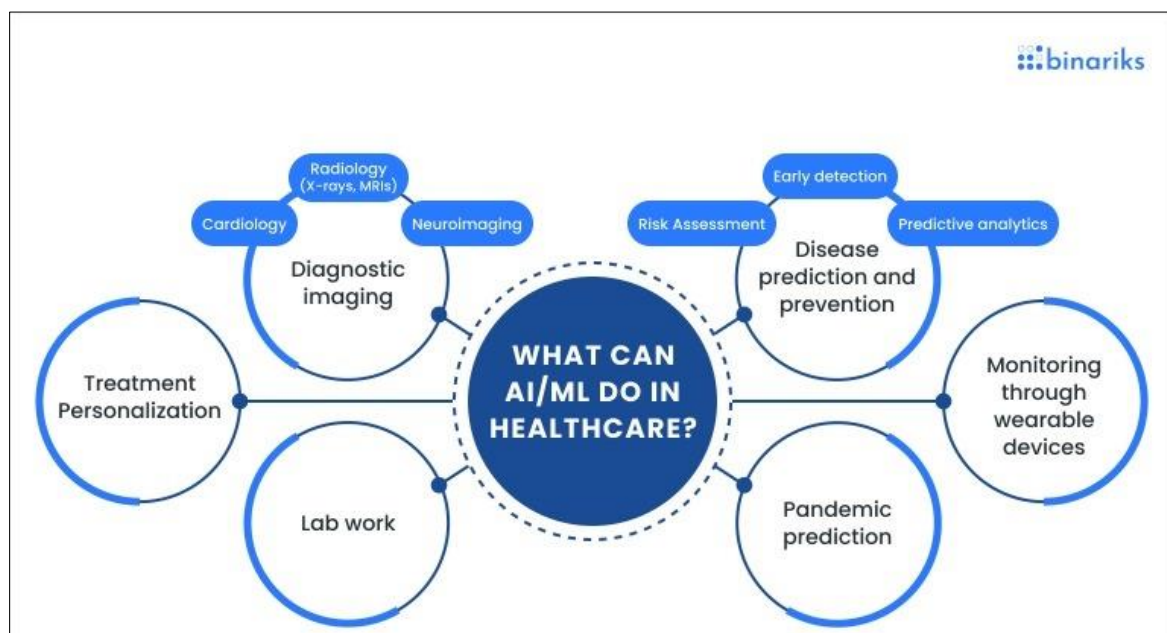 binariks
Radiology
(X-rays, MRIs)
Cardiology
Neuroimaging
Diagnostic
imaging
Early detection
Risk Assessment
Predictive analytics
Disease
prediction and
prevention
Treatment
Personalization
WHAT CAN
AI/ML DO IN
HEALTHCARE?
Monitoring
through
wearable
devices
Lab work
Pandemic
prediction